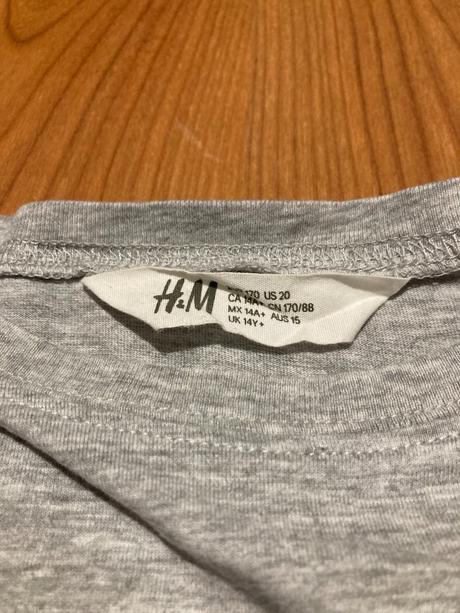 H&M
170 US 20
CA 14A+ CN 170/88
MX 14A+ AUS 15
UK 14Y+